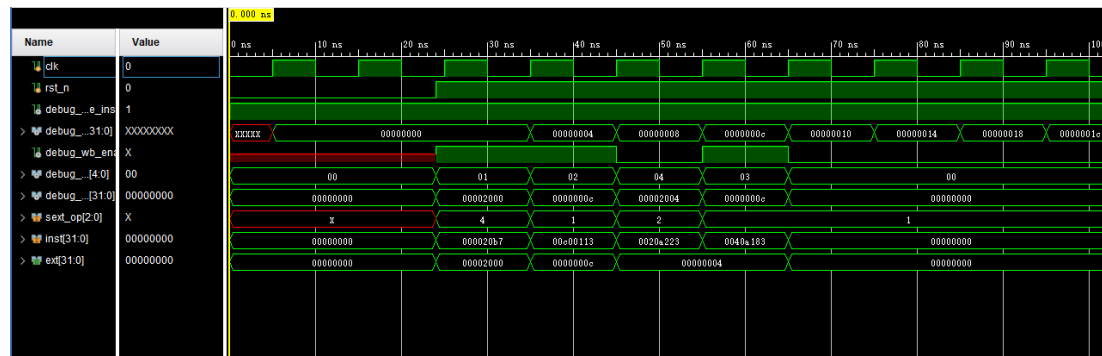 0.000 ns
Name Value 0 ns 10 ns 20 ns 30 ns 40 ns 50 ns 60 ns 70 ns 80 ns 90 ns 10
clk 0
rst_n 0
debug_...e_ins 1
debug_...31:0] XXXXXXXX XXXXX 00000000 00000004 00000008 0000000c 00000010 00000014 00000018 0000001c
debug_wb_ena X
debug_...[4:0] 00 00 01 02 04 03 00
debug_...[31:0] 00000000 00000000 00002000 0000000c 00002004 0000000c 00000000
sext_op[2:0] X X 4 1 2 1
inst[31:0] 00000000 00000000 000020b7 00c00113 0020a223 0040a183 00000000
ext[31:0] 00000000 00000000 00002000 0000000c 00000004 00000000